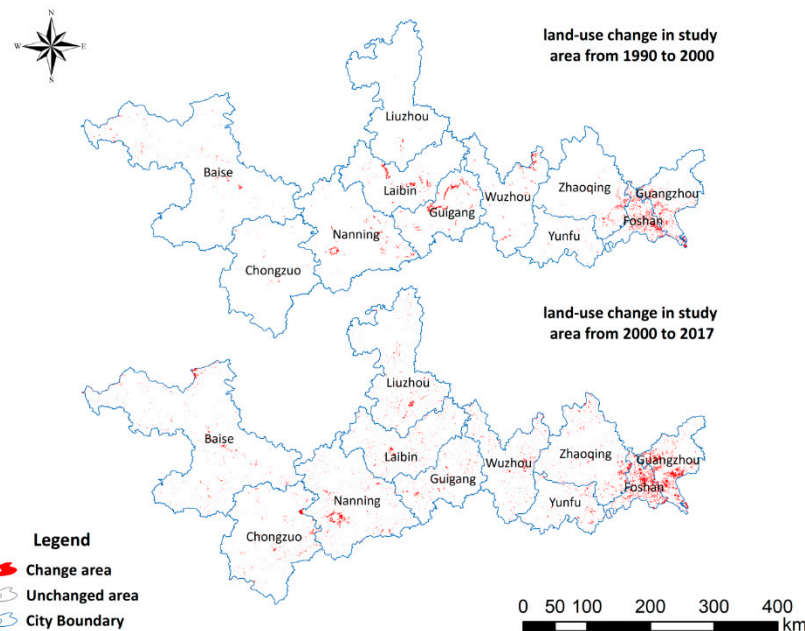 N
W
E
S
land-use change in study
area from 1990 to 2000
Liuzhou
Baise
Laibin
Zhaoqing
Guangzhou
Wuzhou
Guigang
Foshan
Nanning
Yunfu
Chongzuo
land-use change in study
area from 2000 to 2017
Liuzhou
Baise
Laibin
Wuzhou
Zhaoqing
Guangzhou
Guigang
Foshan
Nanning
Yunfu
Chongzuo
Legend
Change area
Unchanged area
City Boundary
0 50 100 200 300 400
km